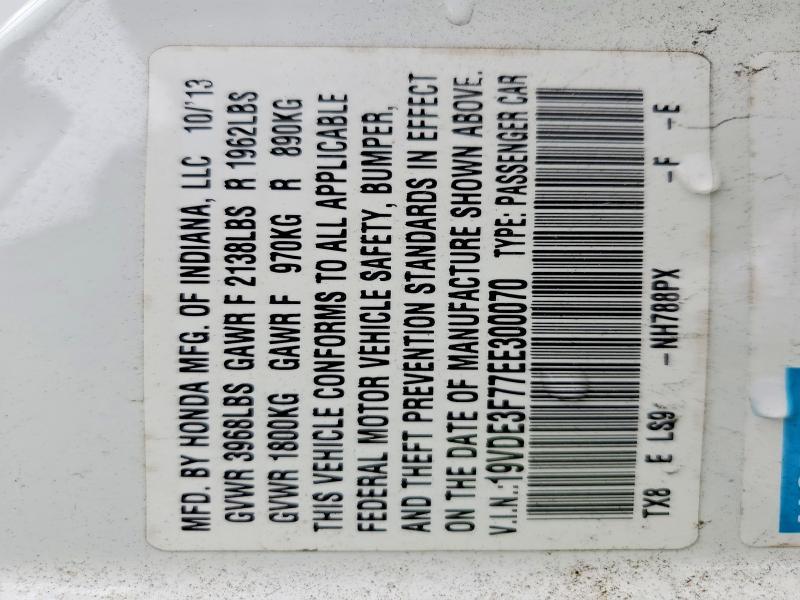 MFD. BY HONDA MFG. OF INDIANA, LLC 10/'13
GVWR 3968LBS GAWR F 2138LBS R 1962LBS
GVWR 1800KG GAWR F 970KG R 890KG
THIS VEHICLE CONFORMS TO ALL APPLICABLE
FEDERAL MOTOR VEHICLE SAFETY, BUMPER,
AND THEFT PREVENTION STANDARDS IN EFFECT
ON THE DATE OF MANUFACTURE SHOWN ABOVE.
V.I.N.:19VDE3F77EE300070 TYPE: PASSENGER CAR
TX8 E LS9 -NH788PX -F -E